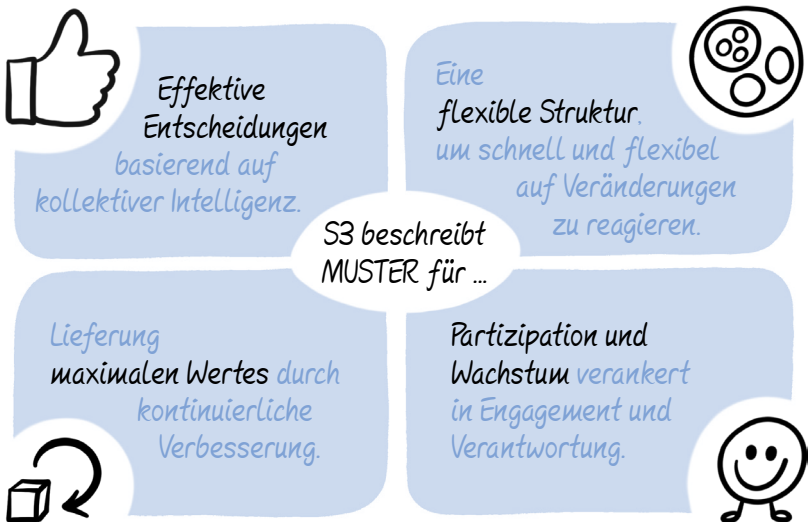 Effektive
Entscheidungen
basierend auf
kollektiver Intelligenz.
Eine
flexible Struktur,
um schnell und flexibel
auf Veränderungen
zu reagieren.
S3 beschreibt
MUSTER für ...
Lieferung
maximalen Wertes durch
kontinuierliche
Verbesserung.
Partizipation und
Wachstum verankert
in Engagement und
Verantwortung.